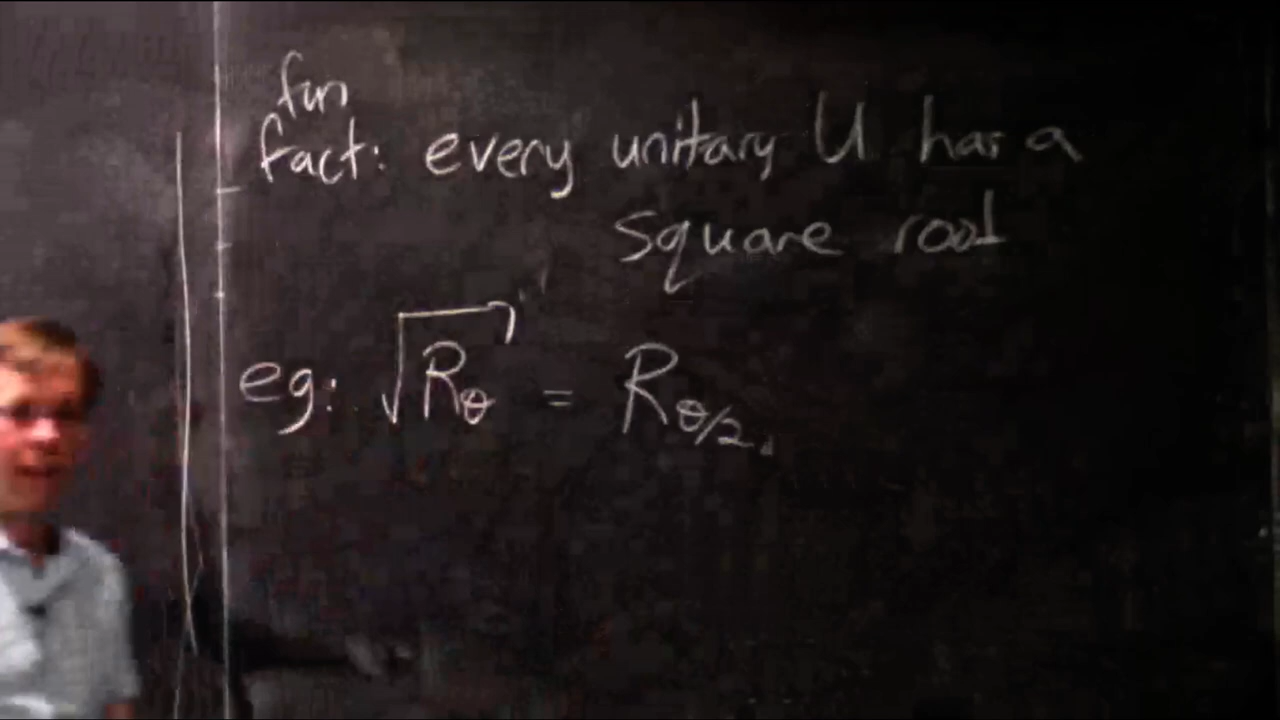 fun
fact: every unitary U has a
square root
eg: √Rθ = Rθ/2.